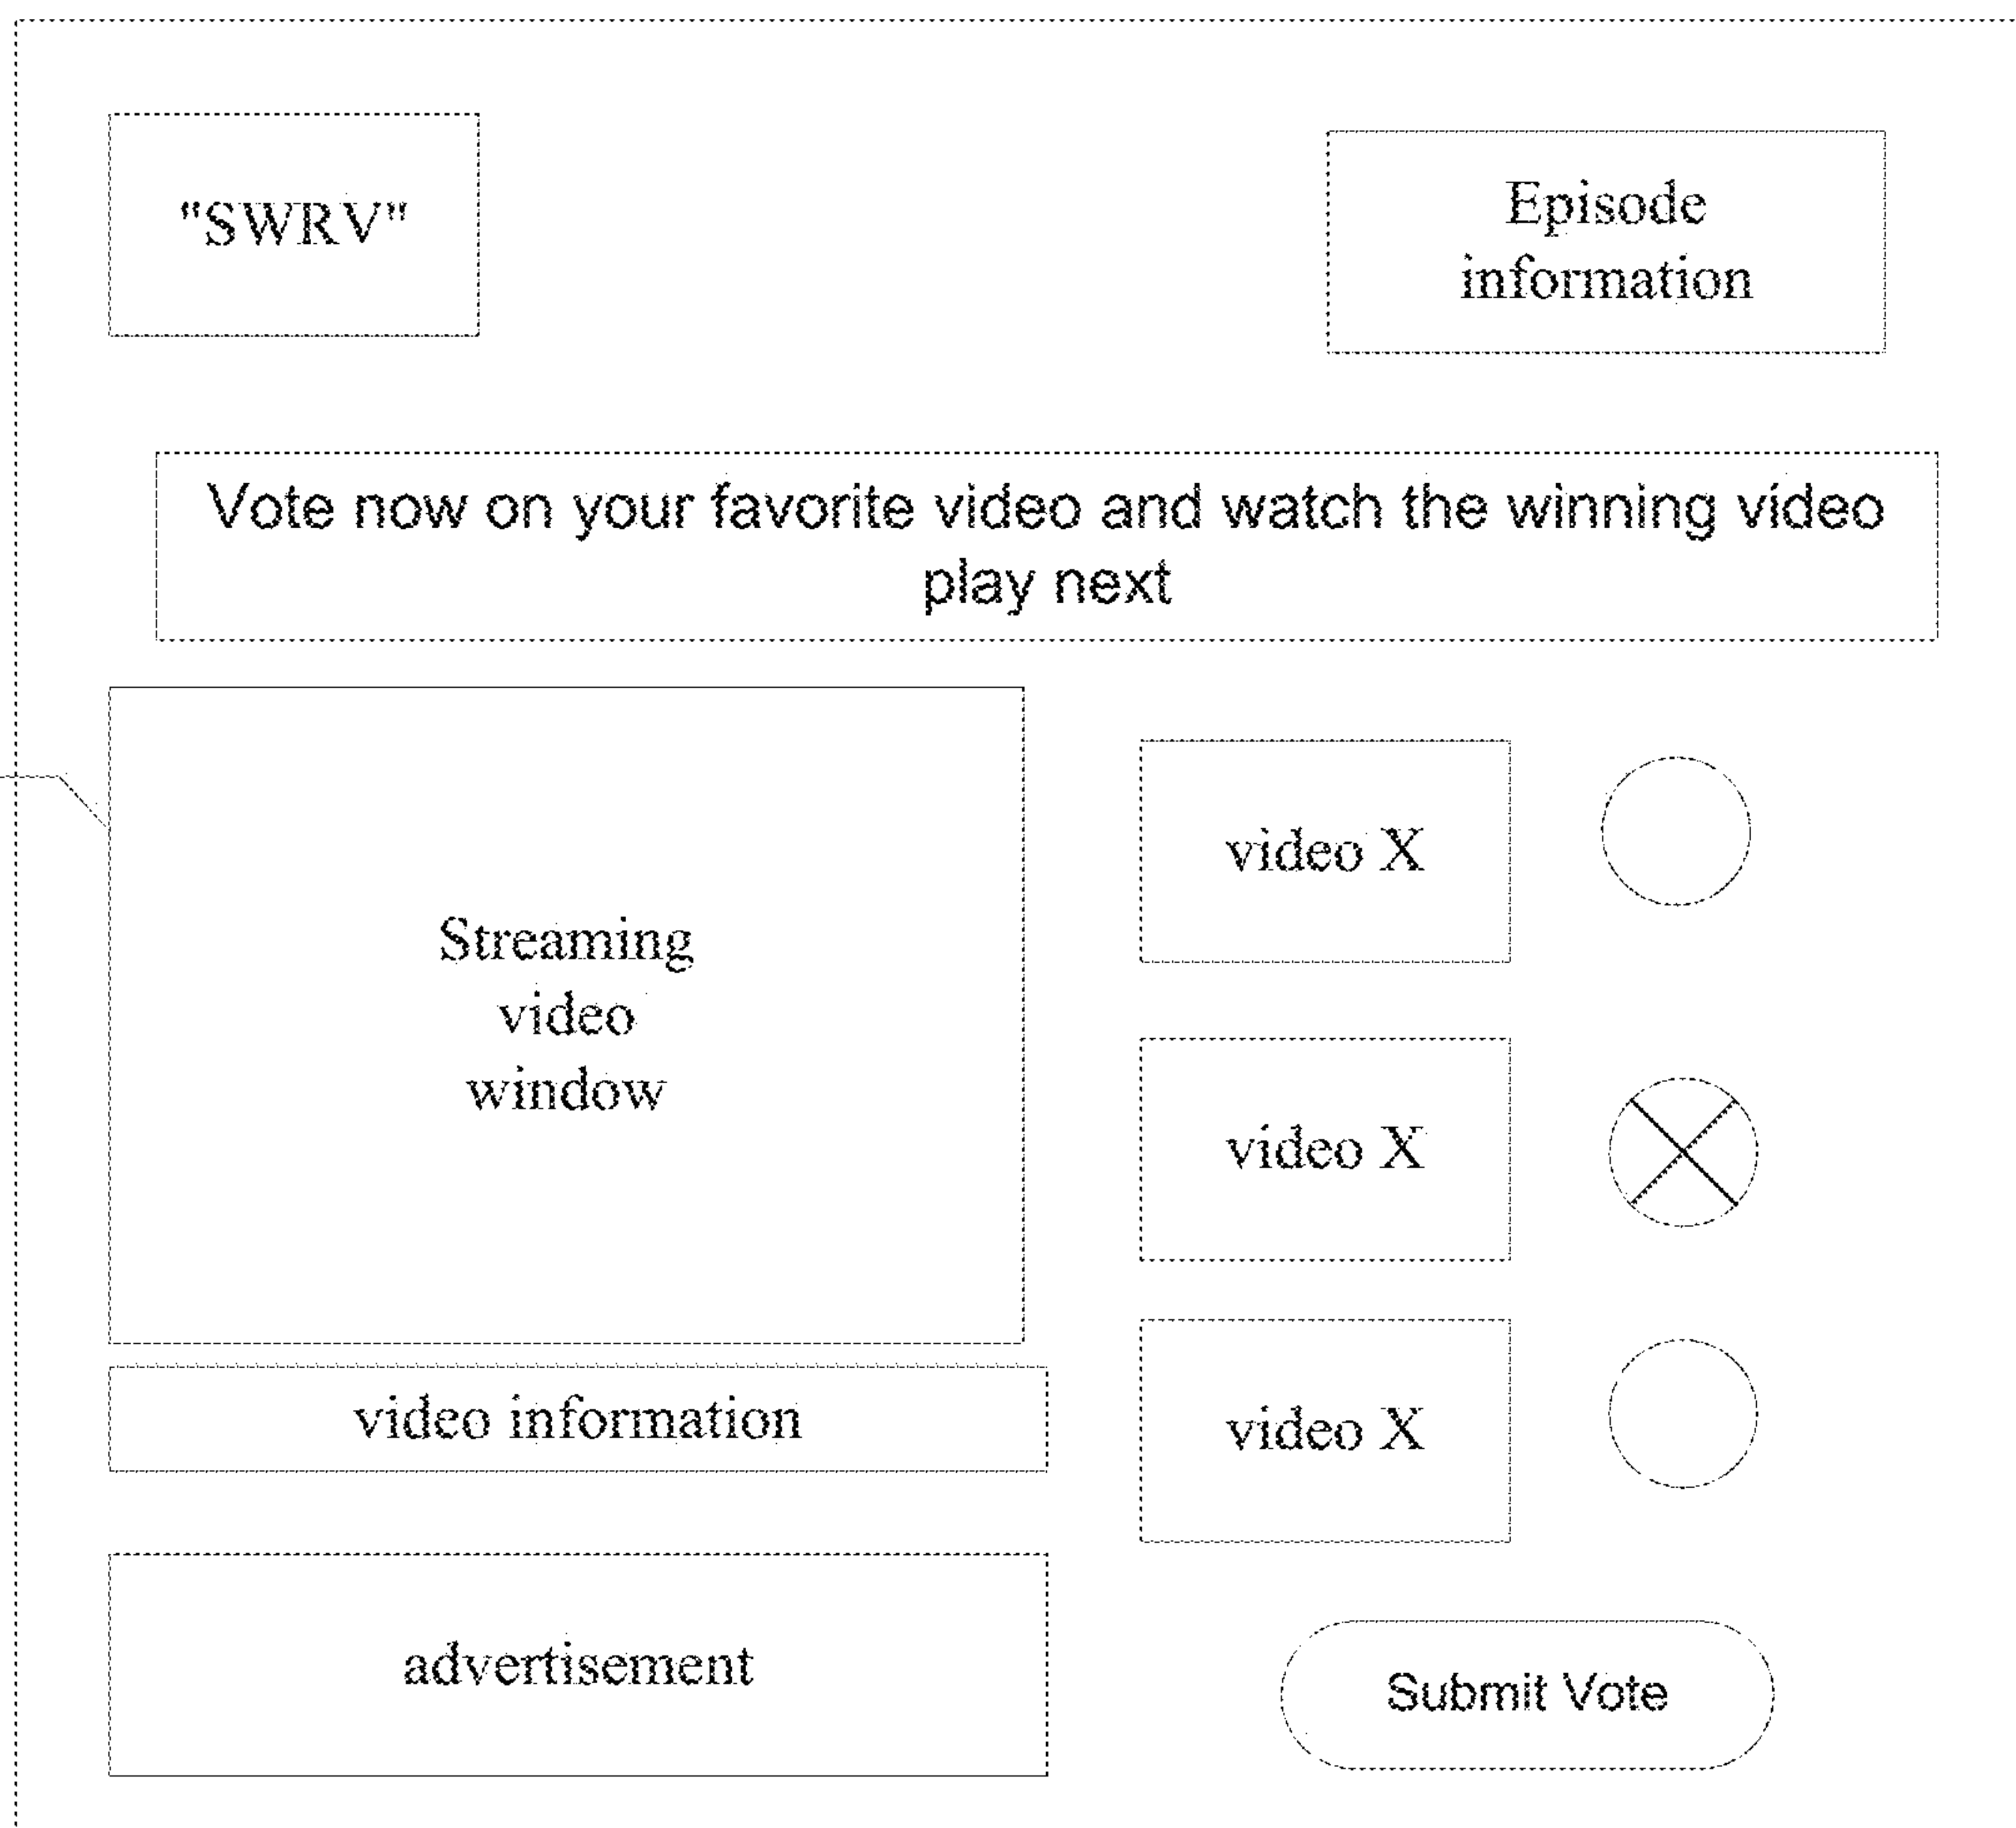 "SWRV"
Episode
information
Vote now on your favorite video and watch the winning video
play next
Streaming
video
window
video information
advertisement
video X
video X
video X
Submit Vote